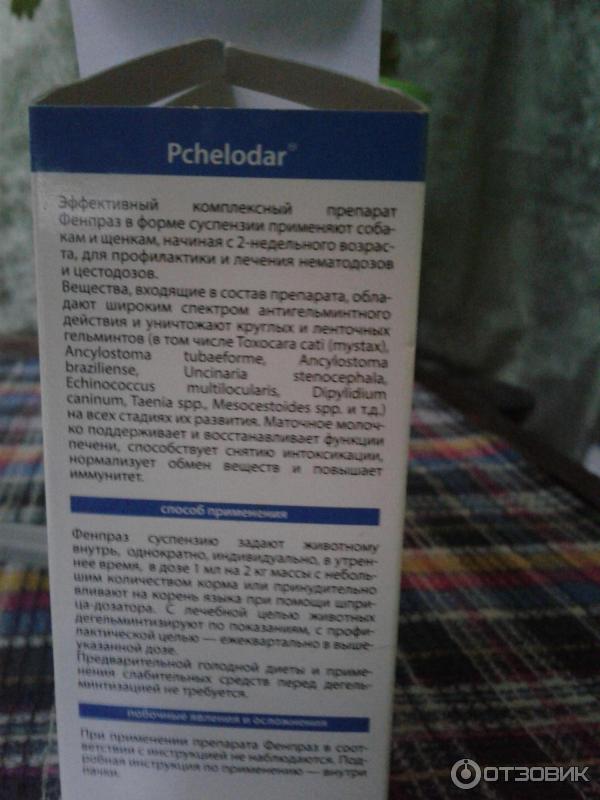 Pchelodar®
Эффективный комплексный препарат
Фенпраз в форме суспензии применяют соба-
кам и щенкам, начиная с 2-недельного возрас-
та, для профилактики и лечения нематодозов
и цестодозов.
Вещества, входящие в состав препарата, обла-
дают широким спектром антигельминтного
действия и уничтожают круглых и ленточных
гельминтов (в том числе Toxocara cati (mystax),
Ancylostoma tubaeforme, Ancylostoma
braziliense, Uncinaria stenocephala,
Echinococcus multilocularis, Dipylidium
caninum, Taenia spp., Mesocestoides spp. и т.д.)
на всех стадиях их развития. Маточное молоч-
ко поддерживает и восстанавливает функции
печени, способствует снятию интоксикации,
нормализует обмен веществ и повышает
иммунитет.
способ применения
Фенпраз суспензию задают животному
внутрь, однократно, индивидуально, в утрен-
нее время, в дозе 1 мл на 2 кг массы с неболь-
шим количеством корма или принудительно
вливают на корень языка при помощи шпри-
ца-дозатора. С лечебной целью животных
дегельминтизируют по показаниям, с профи-
лактической целью — ежеквартально в выше-
указанной дозе.
Предварительной голодной диеты и приме-
нения слабительных средств перед дегель-
минтизацией не требуется.
побочные явления и осложнения
При применении препарата Фенпраз в соот-
ветствии с инструкцией не наблюдаются. Под-
робная инструкция по применению — внутри
пачки.
ОТЗОВИК